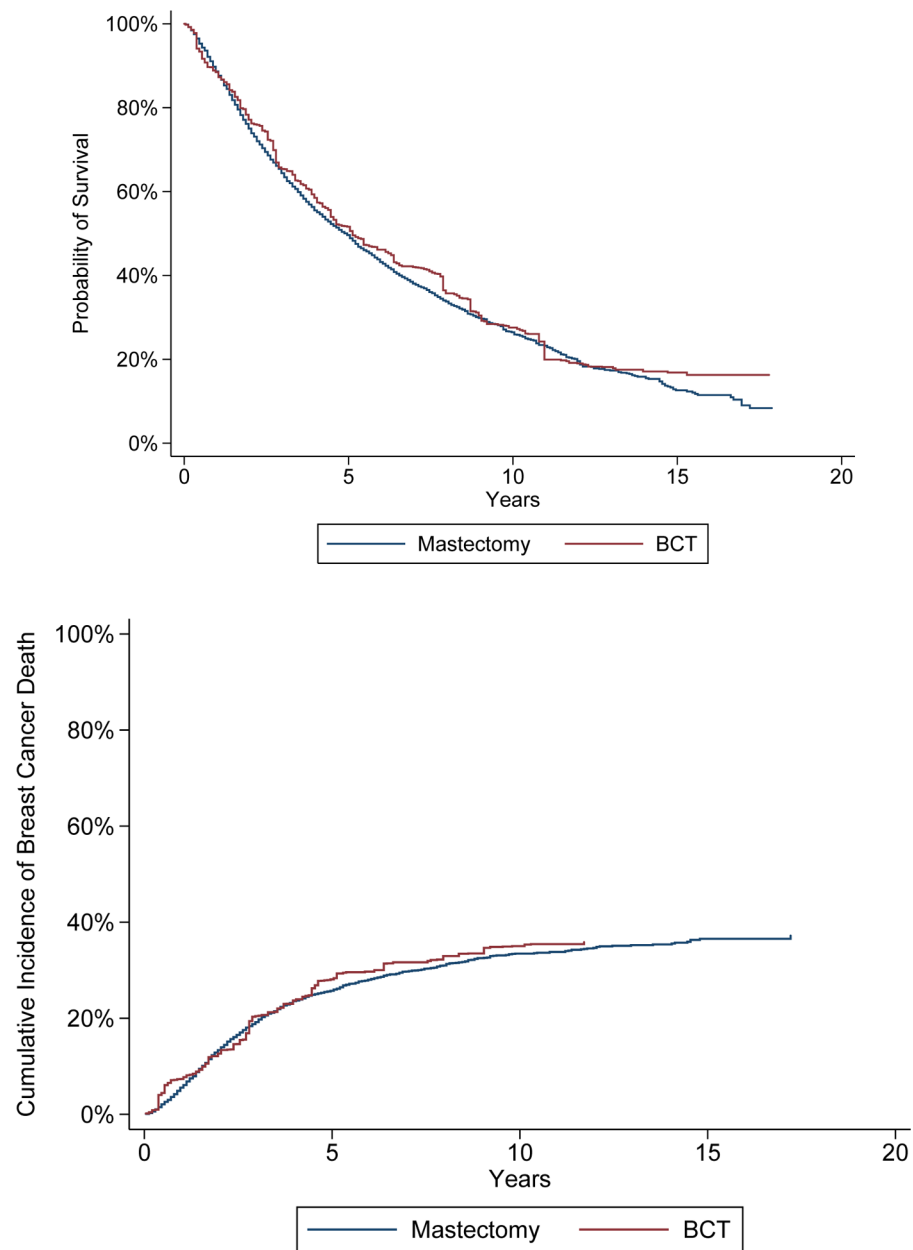 100%
80%
60%
40%
20%
0%
Probability of Survival
0 5 10 15 20
Years
Mastectomy BCT
100%
80%
60%
40%
20%
0%
Cumulative Incidence of Breast Cancer Death
0 5 10 15 20
Years
Mastectomy BCT